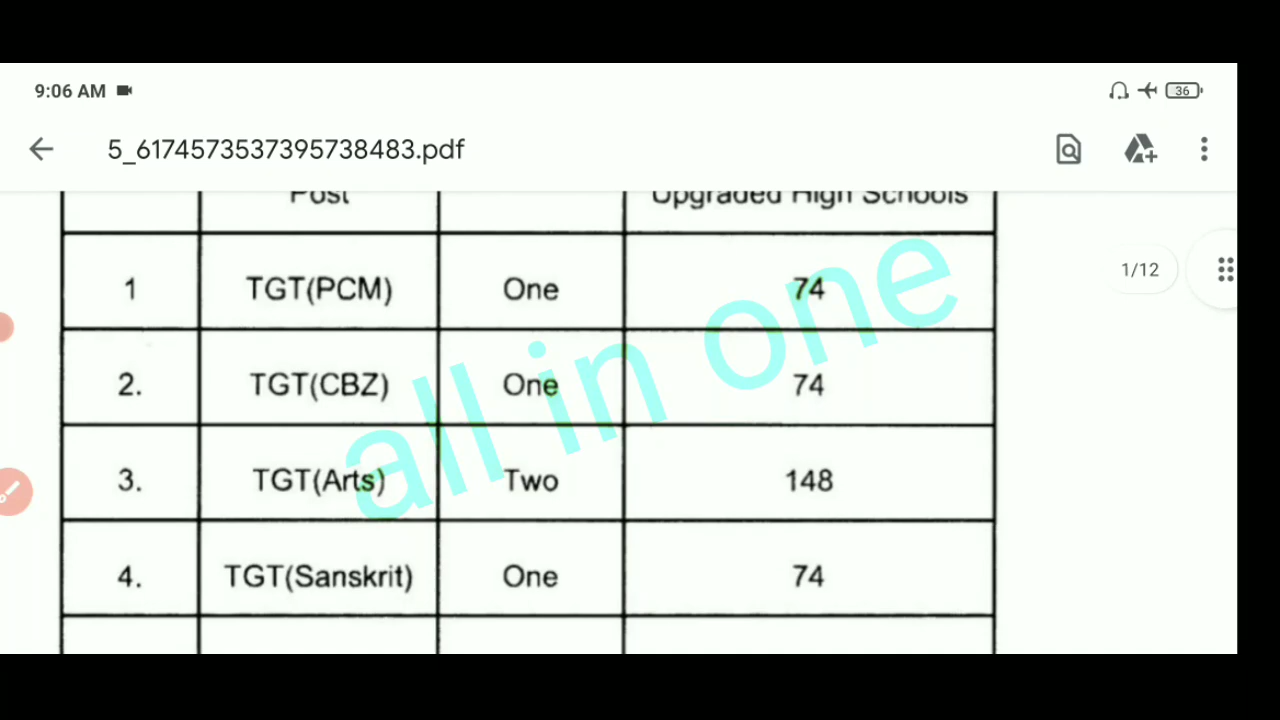 9:06 AM
36
5_6174573537395738483.pdf
Post Upgraded High Schools
1/12
1 TGT(PCM) One 74
2. TGT(CBZ) One 74
3. TGT(Arts) Two 148
4. TGT(Sanskrit) One 74
all in one